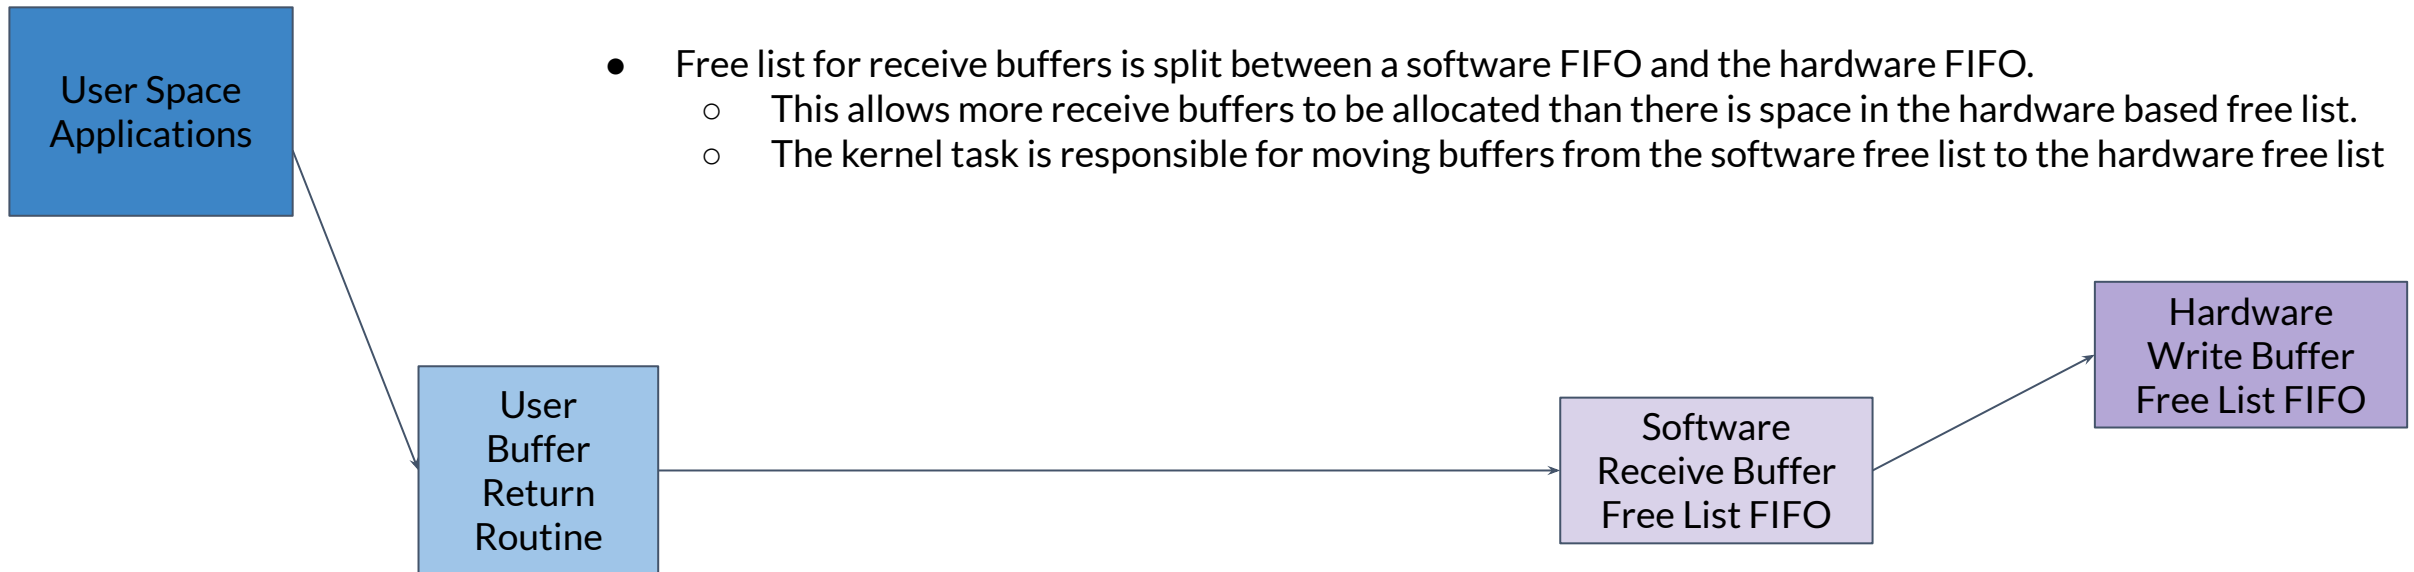 User Space
Applications
● Free list for receive buffers is split between a software FIFO and the hardware FIFO.
○ This allows more receive buffers to be allocated than there is space in the hardware based free list.
○ The kernel task is responsible for moving buffers from the software free list to the hardware free list
User
Buffer
Return
Routine
Software
Receive Buffer
Free List FIFO
Hardware
Write Buffer
Free List FIFO